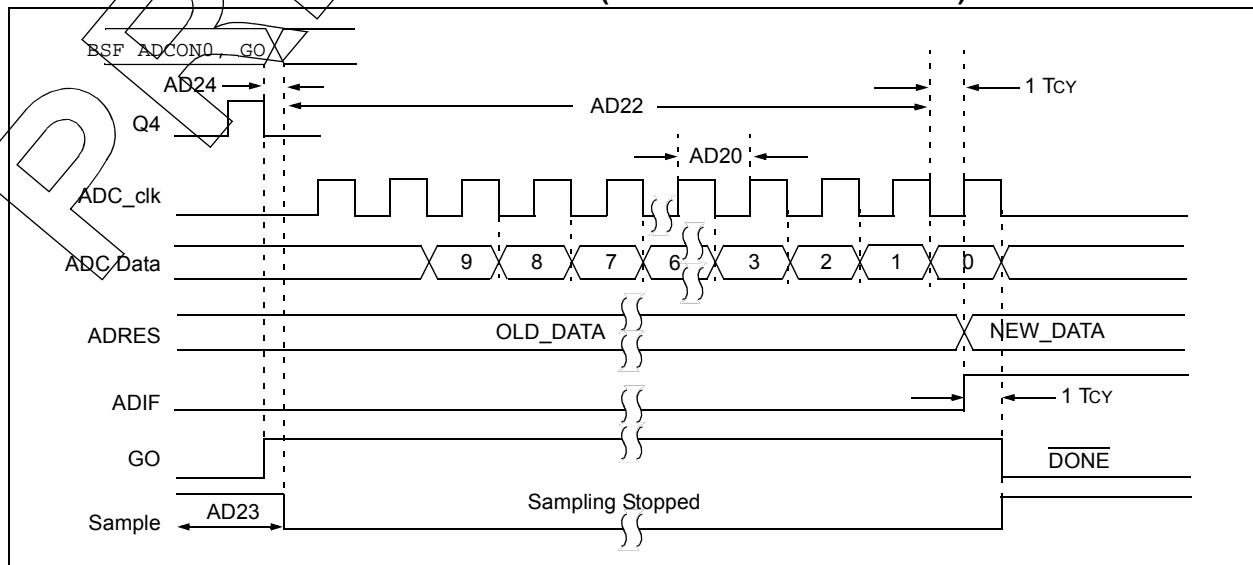 BSF ADCON0, GO
AD24
AD22
1 TCY
Q4
AD20
ADC_clk
ADC Data
9 8 7 6 3 2 1 0
ADRES
OLD_DATA
NEW_DATA
ADIF
1 TCY
GO
DONE
Sample
AD23
Sampling Stopped